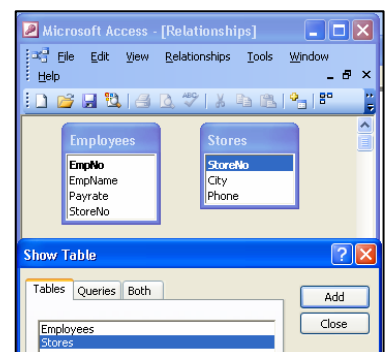 Microsoft Access - [Relationships]
File Edit View Relationships Tools Window
Help
Employees
EmpNo
EmpName
Payrate
StoreNo
Stores
StoreNo
City
Phone
Show Table
Tables Queries Both
Add
Close
Employees
Stores